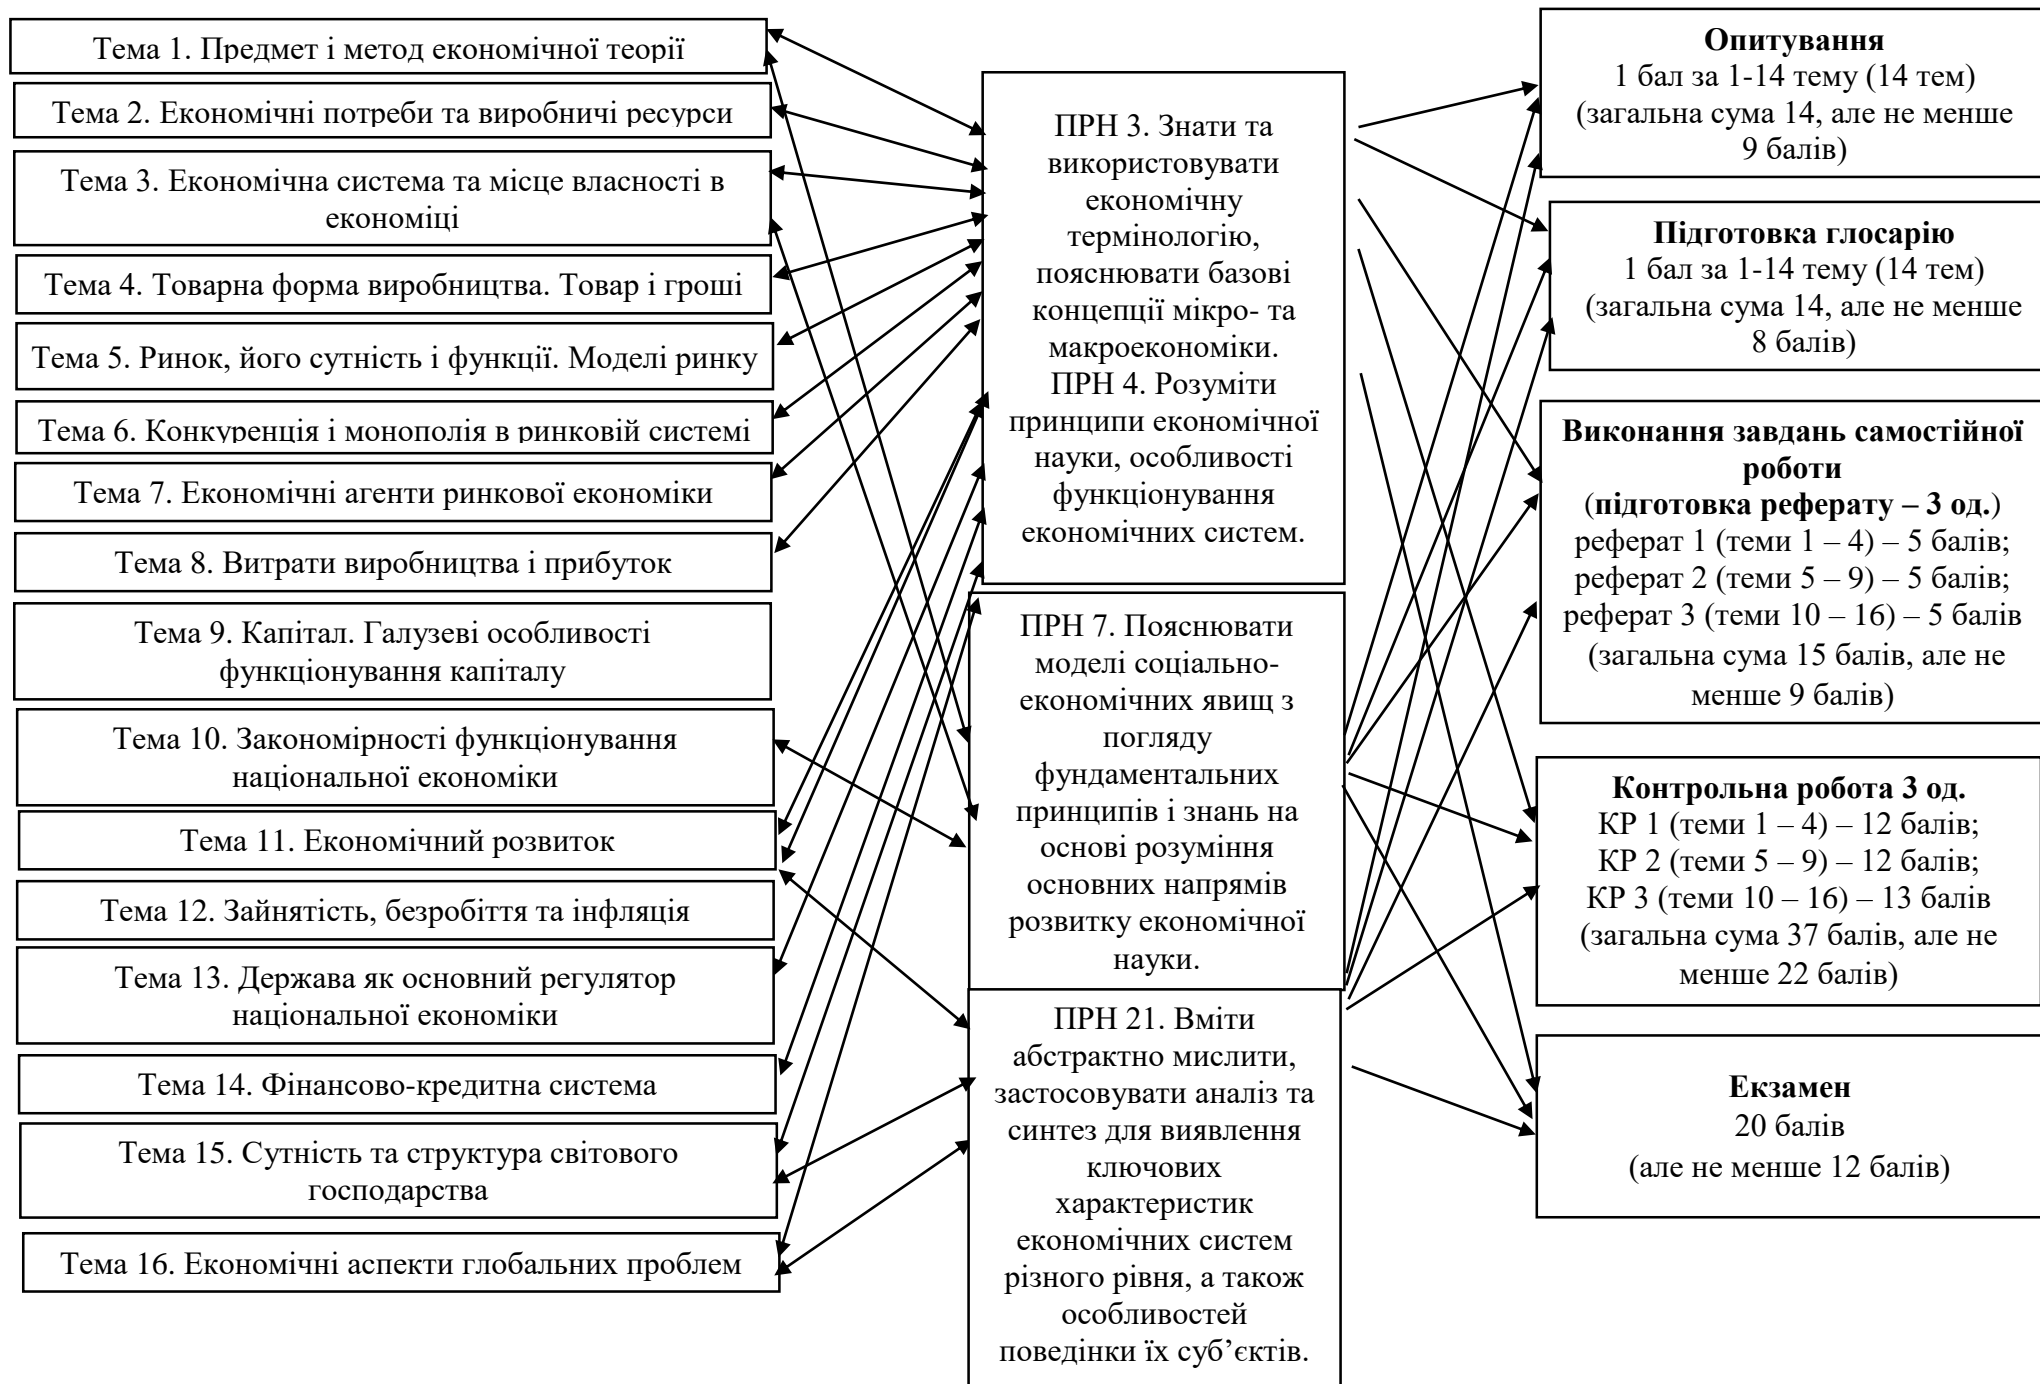 Тема 1. Предмет і метод економічної теорії
Тема 2. Економічні потреби та виробничі ресурси
Тема 3. Економічна система та місце власності в
економіці
Тема 4. Товарна форма виробництва. Товар і гроші
Тема 5. Ринок, його сутність і функції. Моделі ринку
Тема 6. Конкуренція і монополія в ринковій системі
Тема 7. Економічні агенти ринкової економіки
Тема 8. Витрати виробництва і прибуток
Тема 9. Капітал. Галузеві особливості
функціонування капіталу
Тема 10. Закономірності функціонування
національної економіки
Тема 11. Економічний розвиток
Тема 12. Зайнятість, безробіття та інфляція
Тема 13. Держава як основний регулятор
національної економіки
Тема 14. Фінансово-кредитна система
Тема 15. Сутність та структура світового
господарства
Тема 16. Економічні аспекти глобальних проблем
ПРН 3. Знати та
використовувати
економічну
термінологію,
пояснювати базові
концепції мікро- та
макроекономіки.
ПРН 4. Розуміти
принципи економічної
науки, особливості
функціонування
економічних систем.
ПРН 7. Пояснювати
моделі соціально-
економічних явищ з
погляду
фундаментальних
принципів і знань на
основі розуміння
основних напрямів
розвитку економічної
науки.
ПРН 21. Вміти
абстрактно мислити,
застосовувати аналіз та
синтез для виявлення
ключових
характеристик
економічних систем
різного рівня, а також
особливостей
поведінки їх суб’єктів.
Опитування
1 бал за 1-14 тему (14 тем)
(загальна сума 14, але не менше
9 балів)
Підготовка глосарію
1 бал за 1-14 тему (14 тем)
(загальна сума 14, але не менше
8 балів)
Виконання завдань самостійної
роботи
(підготовка реферату – 3 од.)
реферат 1 (теми 1 – 4) – 5 балів;
реферат 2 (теми 5 – 9) – 5 балів;
реферат 3 (теми 10 – 16) – 5 балів
(загальна сума 15 балів, але не
менше 9 балів)
Контрольна робота 3 од.
КР 1 (теми 1 – 4) – 12 балів;
КР 2 (теми 5 – 9) – 12 балів;
КР 3 (теми 10 – 16) – 13 балів
(загальна сума 37 балів, але не
менше 22 балів)
Екзамен
20 балів
(але не менше 12 балів)